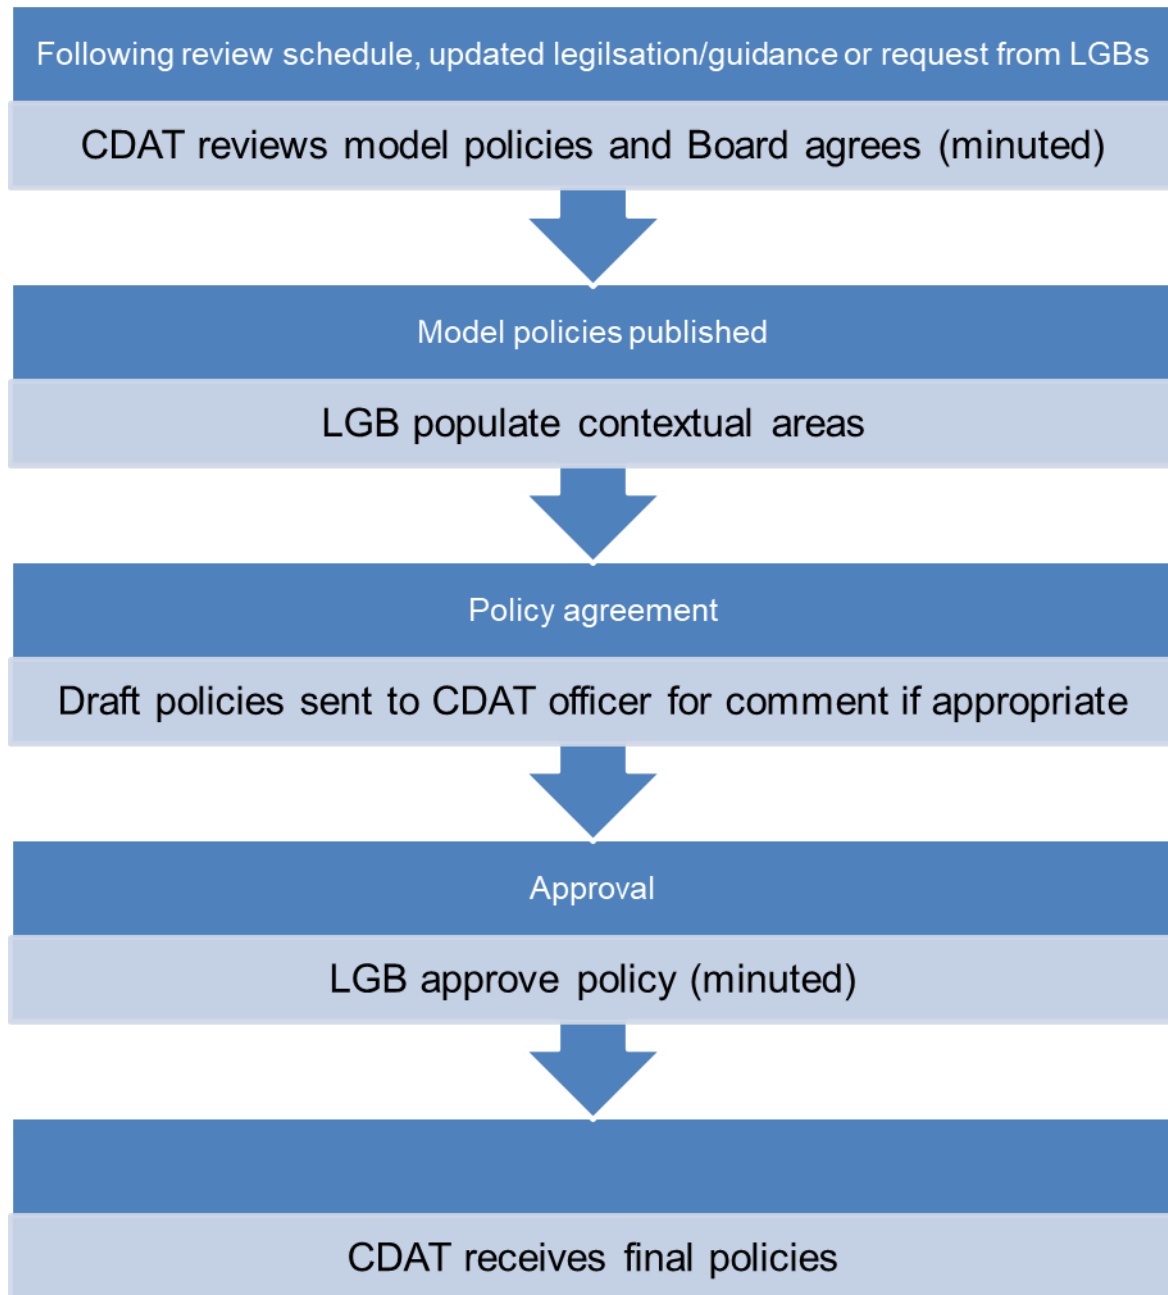 Following review schedule, updated legilsation/guidance or request from LGBs
CDAT reviews model policies and Board agrees (minuted)
Model policies published
LGB populate contextual areas
Policy agreement
Draft policies sent to CDAT officer for comment if appropriate
Approval
LGB approve policy (minuted)
CDAT receives final policies